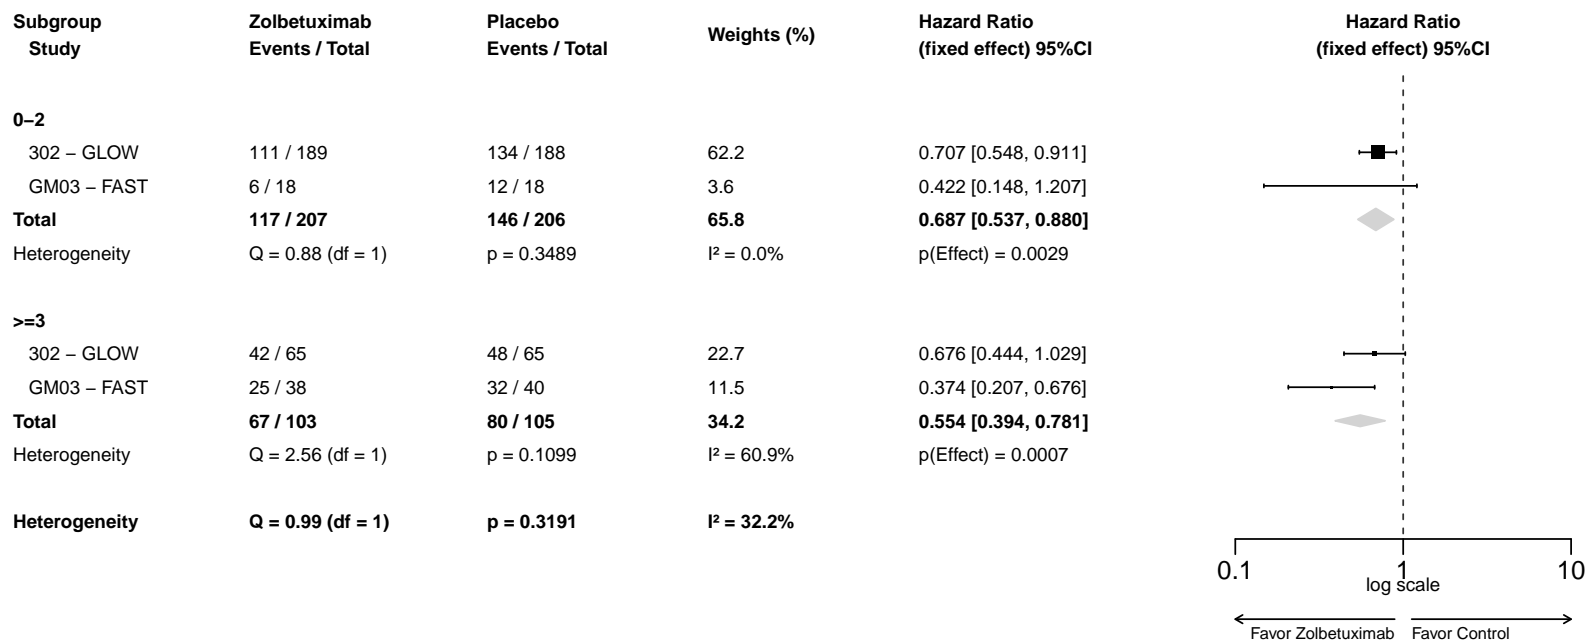 Subgroup Zolbetuximab Placebo Weights (%) Hazard Ratio Hazard Ratio
Study Events / Total Events / Total (fixed effect) 95%CI (fixed effect) 95%CI
0–2
302 – GLOW 111 / 189 134 / 188 62.2 0.707 [0.548, 0.911]
GM03 – FAST 6 / 18 12 / 18 3.6 0.422 [0.148, 1.207]
Total 117 / 207 146 / 206 65.8 0.687 [0.537, 0.880]
Heterogeneity Q = 0.88 (df = 1) p = 0.3489 I² = 0.0% p(Effect) = 0.0029
>=3
302 – GLOW 42 / 65 48 / 65 22.7 0.676 [0.444, 1.029]
GM03 – FAST 25 / 38 32 / 40 11.5 0.374 [0.207, 0.676]
Total 67 / 103 80 / 105 34.2 0.554 [0.394, 0.781]
Heterogeneity Q = 2.56 (df = 1) p = 0.1099 I² = 60.9% p(Effect) = 0.0007
Heterogeneity Q = 0.99 (df = 1) p = 0.3191 I² = 32.2%
0.1 1 10
log scale
Favor Zolbetuximab Favor Control